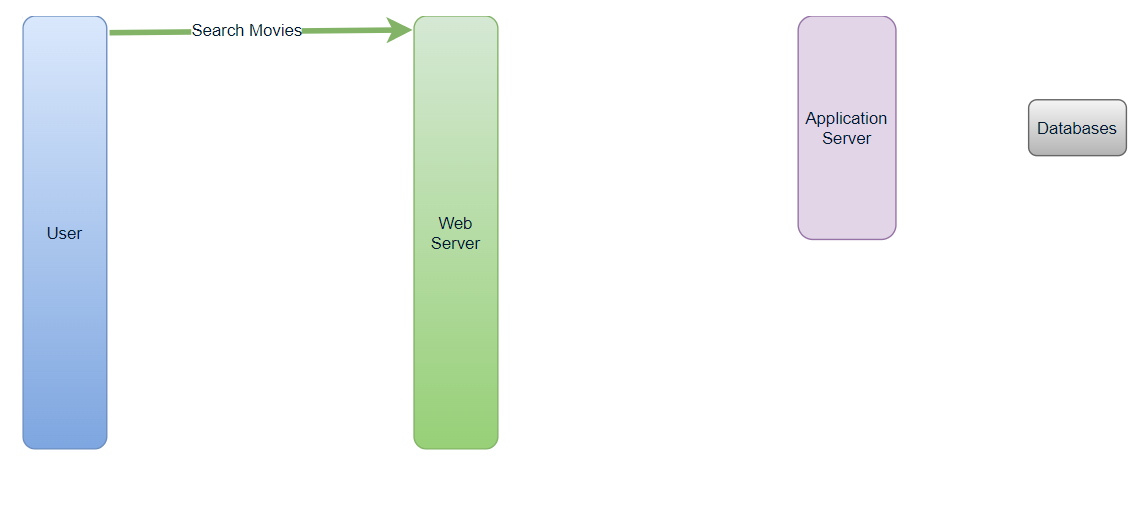 Search Movies
User
Web
Server
Application
Server
Databases